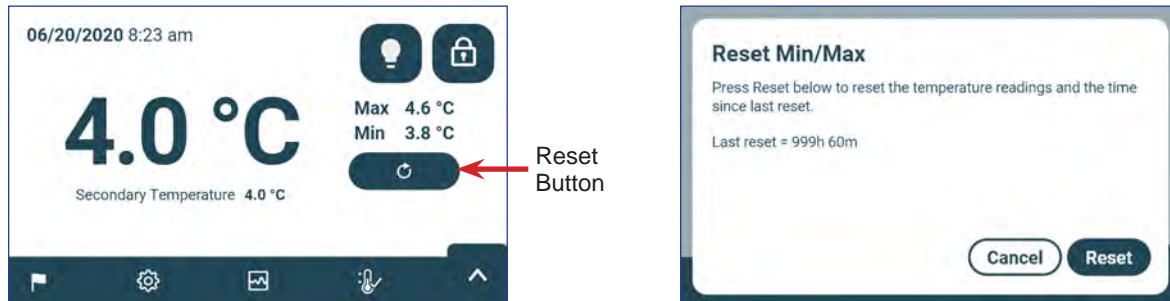 06/20/2020 8:23 am
4.0 °C
Max 4.6 °C
Min 3.8 °C
Secondary Temperature 4.0 °C
Reset
Button
Reset Min/Max
Press Reset below to reset the temperature readings and the time
since last reset.
Last reset = 999h 60m
Cancel Reset